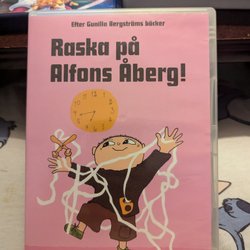 Efter Gunilla Bergströms böcker
Raska på
Alfons Åberg!